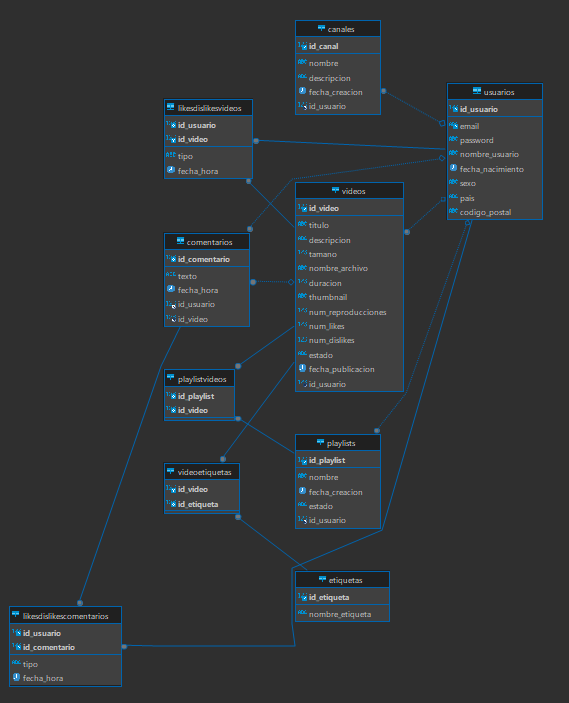 canales
id_canal
nombre
descripcion
fecha_creacion
id_usuario
usuarios
id_usuario
email
password
nombre_usuario
fecha_nacimiento
sexo
pais
codigo_postal
likesdislikesvideos
id_usuario
id_video
tipo
fecha_hora
videos
id_video
titulo
descripcion
tamano
nombre_archivo
duracion
thumbnail
num_reproducciones
num_likes
num_dislikes
estado
fecha_publicacion
id_usuario
comentarios
id_comentario
texto
fecha_hora
id_usuario
id_video
playlistvideos
id_playlist
id_video
playlists
id_playlist
nombre
fecha_creacion
estado
id_usuario
videoetiquetas
id_video
id_etiqueta
etiquetas
id_etiqueta
nombre_etiqueta
likesdislikescomentarios
id_usuario
id_comentario
tipo
fecha_hora